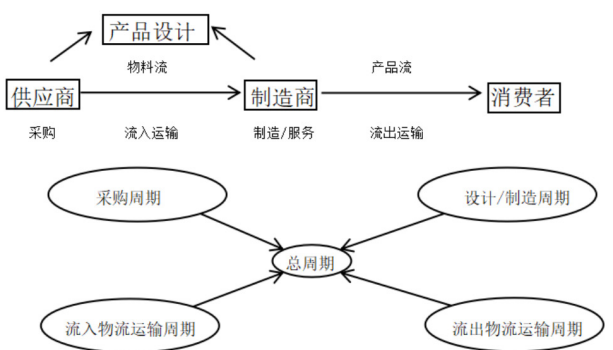 产品设计
物料流
产品流
供应商
制造商
消费者
采购
流入运输
制造/服务
流出运输
采购周期
设计/制造周期
总周期
流入物流运输周期
流出物流运输周期